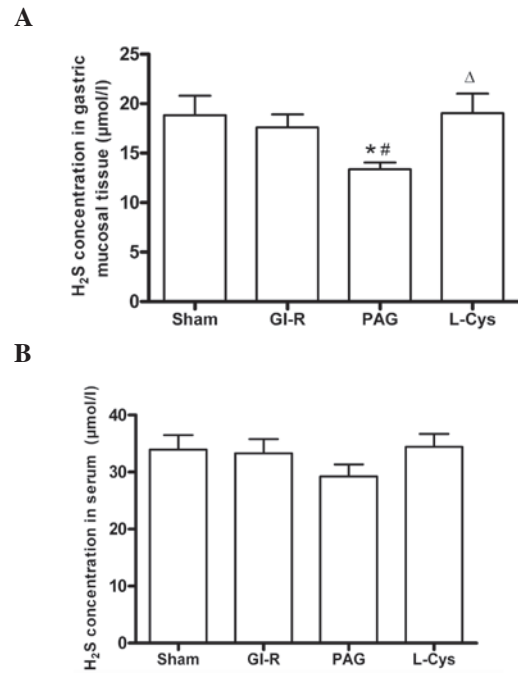 A
H₂S concentration in gastric
mucosal tissue (μmol/l)
25
20
15
10
5
0
* #
Δ
Sham GI-R PAG L-Cys
B
H₂S concentration in serum (μmol/l)
40
30
20
10
0
Sham GI-R PAG L-Cys